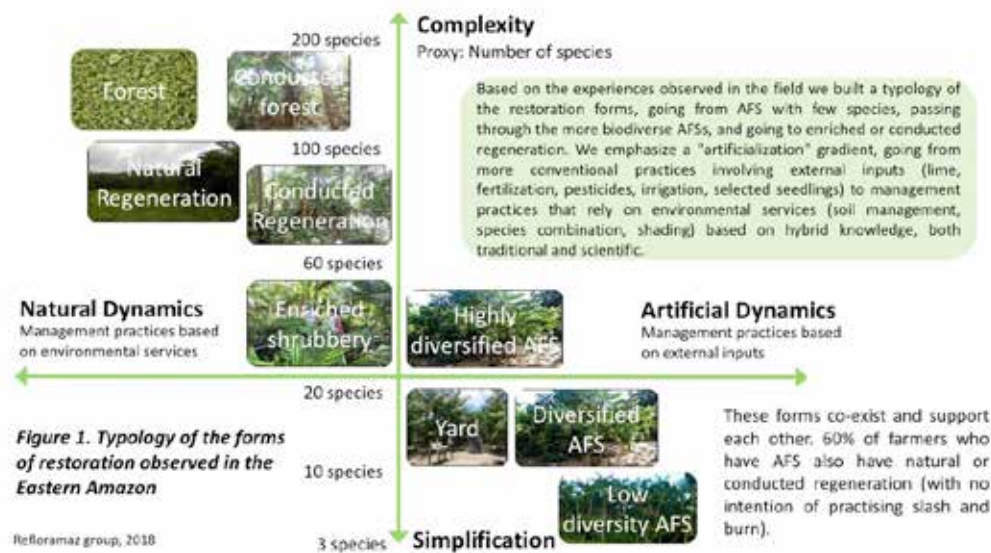 Complexity
Proxy: Number of species
200 species
Forest
Conducted
forest
Based on the experiences observed in the field we built a typology of
the restoration forms, going from AFS with few species, passing
through the more biodiverse AFSs, and going to enriched or conducted
regeneration. We emphasize a "artificialization" gradient, going from
more conventional practices involving external inputs (lime,
fertilization, pesticides, irrigation, selected seedlings) to management
practices that rely on environmental services (soil management,
species combination, shading) based on hybrid knowledge, both
traditional and scientific.
100 species
Natural
Regeneration
Conducted
Regeneration
60 species
Natural Dynamics
Management practices based
on environmental services
Enriched
shrubbery
Highly
diversified AFS
Artificial Dynamics
Management practices based
on external inputs
20 species
Yard
Diversified
AFS
Figure 1. Typology of the forms
of restoration observed in the
Eastern Amazon
10 species
Low
diversity AFS
These forms co-exist and support
each other. 60% of farmers who
have AFS also have natural or
conducted regeneration (with no
intention of practising slash and
burn).
Refloramaz group, 2018
3 species
Simplification